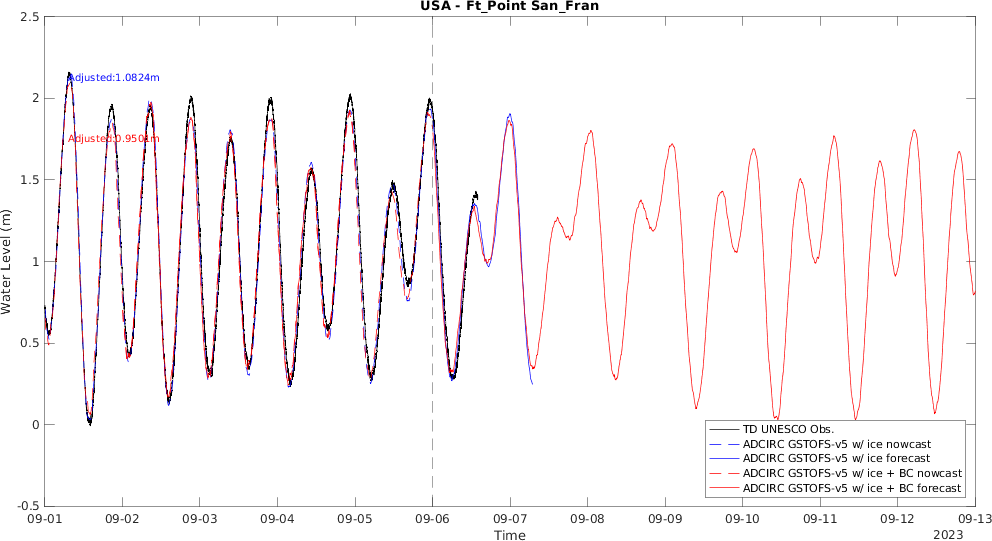 USA - Ft_Point San_Fran
Adjusted:1.0824m
Adjusted:0.9501m
Water Level (m)
2.5
2
1.5
1
0.5
0
-0.5
TD UNESCO Obs.
ADCIRC GSTOFS-v5 w/ ice nowcast
ADCIRC GSTOFS-v5 w/ ice forecast
ADCIRC GSTOFS-v5 w/ ice + BC nowcast
ADCIRC GSTOFS-v5 w/ ice + BC forecast
09-01 09-02 09-03 09-04 09-05 09-06 09-07 09-08 09-09 09-10 09-11 09-12 09-13
Time
2023